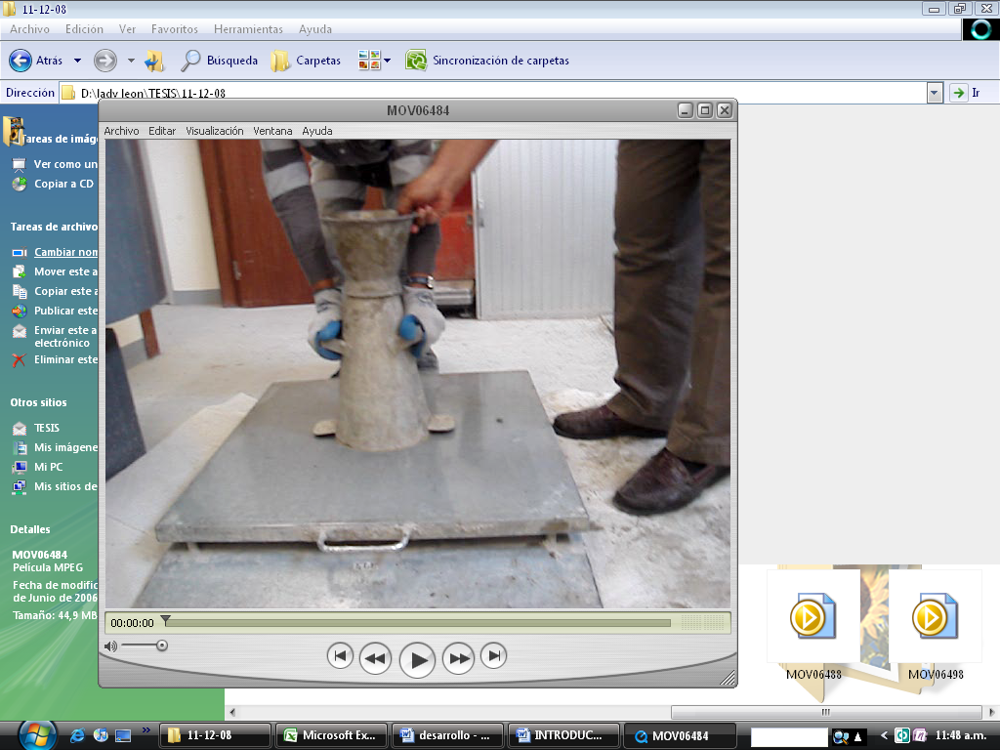 11-12-08
Archivo Edición Ver Favoritos Herramientas Ayuda
Atrás Búsqueda Carpetas Sincronización de carpetas
Dirección D:\lady leon\TESIS\11-12-08 Ir
MOV06484
Archivo Editar Visualización Ventana Ayuda
Tareas de imág
Ver como un
Copiar a CD
Tareas de archivo
Cambiar nom
Mover este a
Copiar este a
Publicar este
Enviar este a
electrónico
Eliminar este
Otros sitios
TESIS
Mis imágene
Mi PC
Mis sitios de
Detalles
MOV06484
Película MPEG
Fecha de modific
de Junio de 2006
Tamaño: 44,9 MB
00:00:00
MOV06488 MOV06498
11-12-08 Microsoft Ex... desarrollo - ... INTRODUC... MOV06484 11:48 a.m.